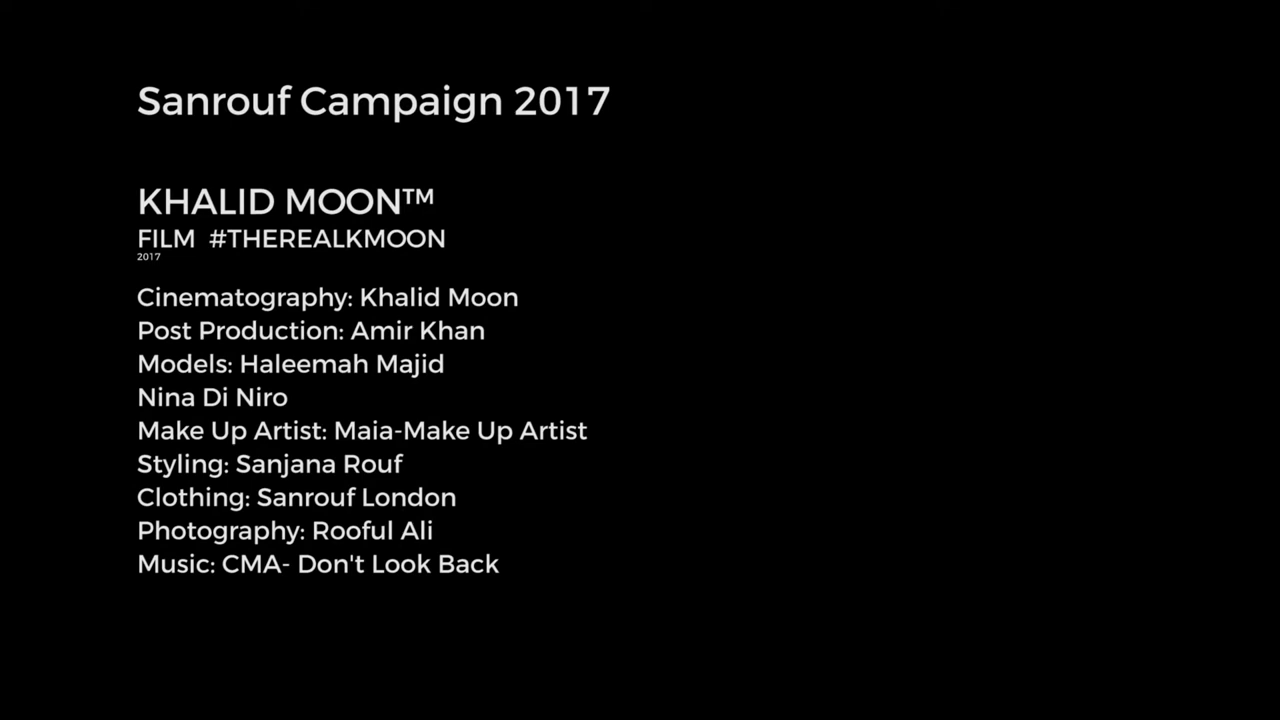 Sanrouf Campaign 2017
KHALID MOON™
FILM #THEREALKMOON
2017
Cinematography: Khalid Moon
Post Production: Amir Khan
Models: Haleemah Majid
Nina Di Niro
Make Up Artist: Maia-Make Up Artist
Styling: Sanjana Rouf
Clothing: Sanrouf London
Photography: Rooful Ali
Music: CMA- Don't Look Back